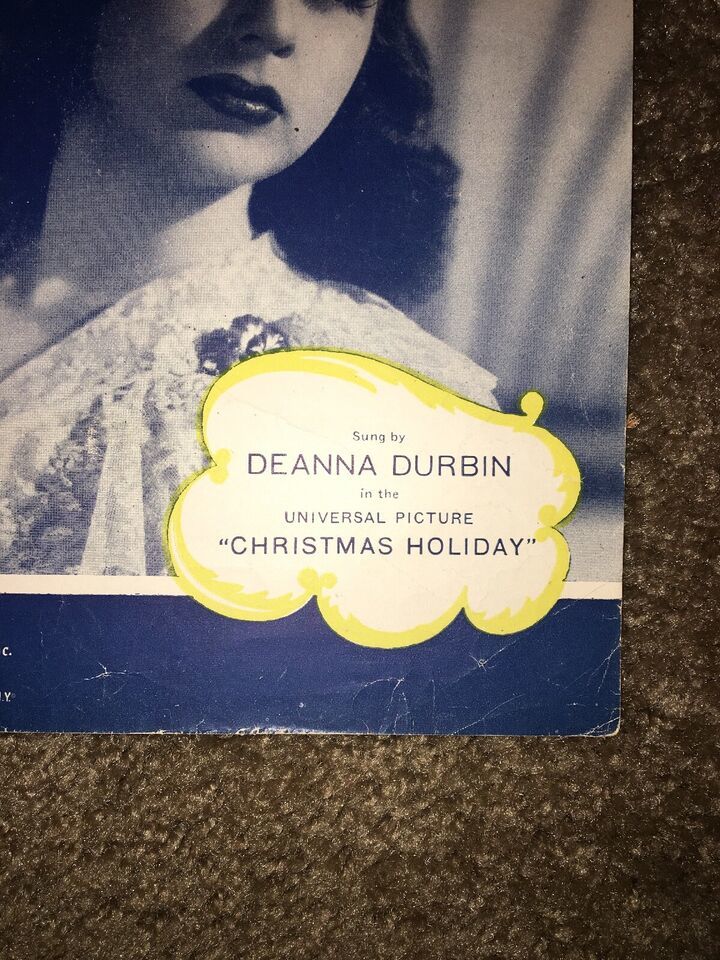 Sung by
DEANNA DURBIN
in the
UNIVERSAL PICTURE
“CHRISTMAS HOLIDAY”
C.
.Y.